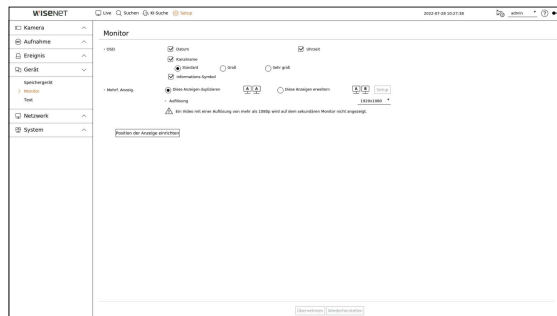 WISENET
Live Suchen KI-Suche Setup
2022-07-28 10:27:38
admin
Kamera
Aufnahme
Ereignis
Gerät
Speichergerät
Monitor
Text
Netzwerk
System
Monitor
OSD
Datum
Uhrzeit
Kanalname
Standard
Groß
Sehr groß
Informations-Symbol
Mehrf. Anzeig.
Diese Anzeigen duplizieren
A A
Diese Anzeigen erweitern
A B
Setup
Auflösung
1920x1080
Ein Video mit einer Auflösung von mehr als 1080p wird auf dem sekundären Monitor nicht angezeigt.
Position der Anzeige einrichten
Übernehmen
Wiederherstellen